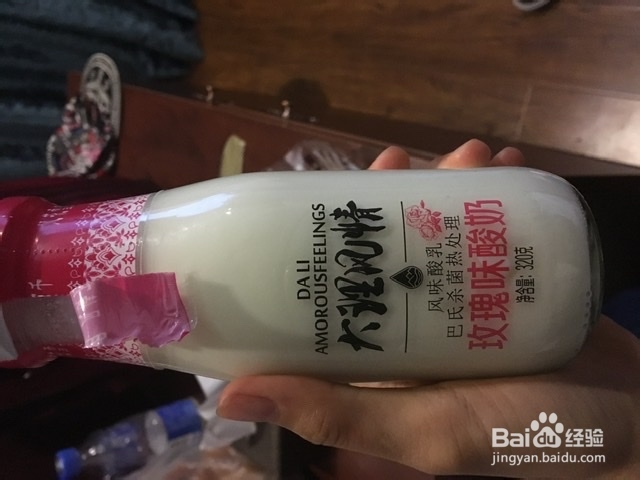 DA LI
AMOROUSFEELINGS
大理风情
风味酸乳
巴氏杀菌热处理
玫瑰味酸奶
净含量: 320克
Bai du 经验
jingyan.baidu.com